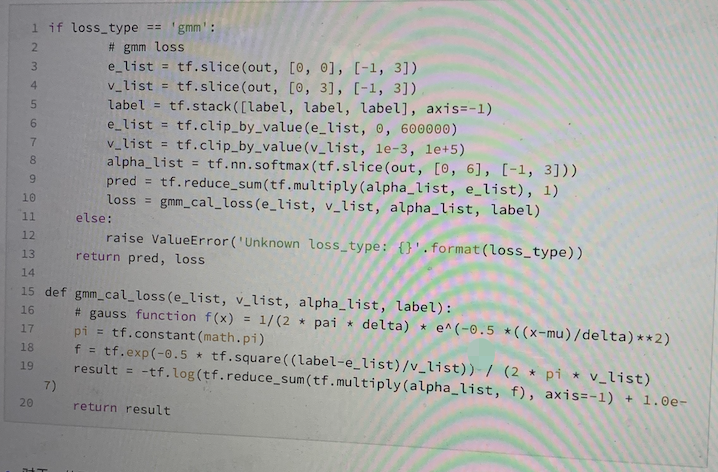 1 if loss_type == 'gmm':
2 # gmm loss
3 e_list = tf.slice(out, [0, 0], [-1, 3])
4 v_list = tf.slice(out, [0, 3], [-1, 3])
5 label = tf.stack([label, label, label], axis=-1)
6 e_list = tf.clip_by_value(e_list, 0, 600000)
7 v_list = tf.clip_by_value(v_list, 1e-3, 1e+5)
8 alpha_list = tf.nn.softmax(tf.slice(out, [0, 6], [-1, 3]))
9 pred = tf.reduce_sum(tf.multiply(alpha_list, e_list), 1)
10 loss = gmm_cal_loss(e_list, v_list, alpha_list, label)
11 else:
12 raise ValueError('Unknown loss_type: {}'.format(loss_type))
13 return pred, loss
14
15 def gmm_cal_loss(e_list, v_list, alpha_list, label):
16 # gauss function f(x) = 1/(2 * pai * delta) * e^(-0.5 *((x-mu)/delta)**2)
17 pi = tf.constant(math.pi)
18 f = tf.exp(-0.5 * tf.square((label-e_list)/v_list)) / (2 * pi * v_list)
19 result = -tf.log(tf.reduce_sum(tf.multiply(alpha_list, f), axis=-1) + 1.0e-
7)
20 return result